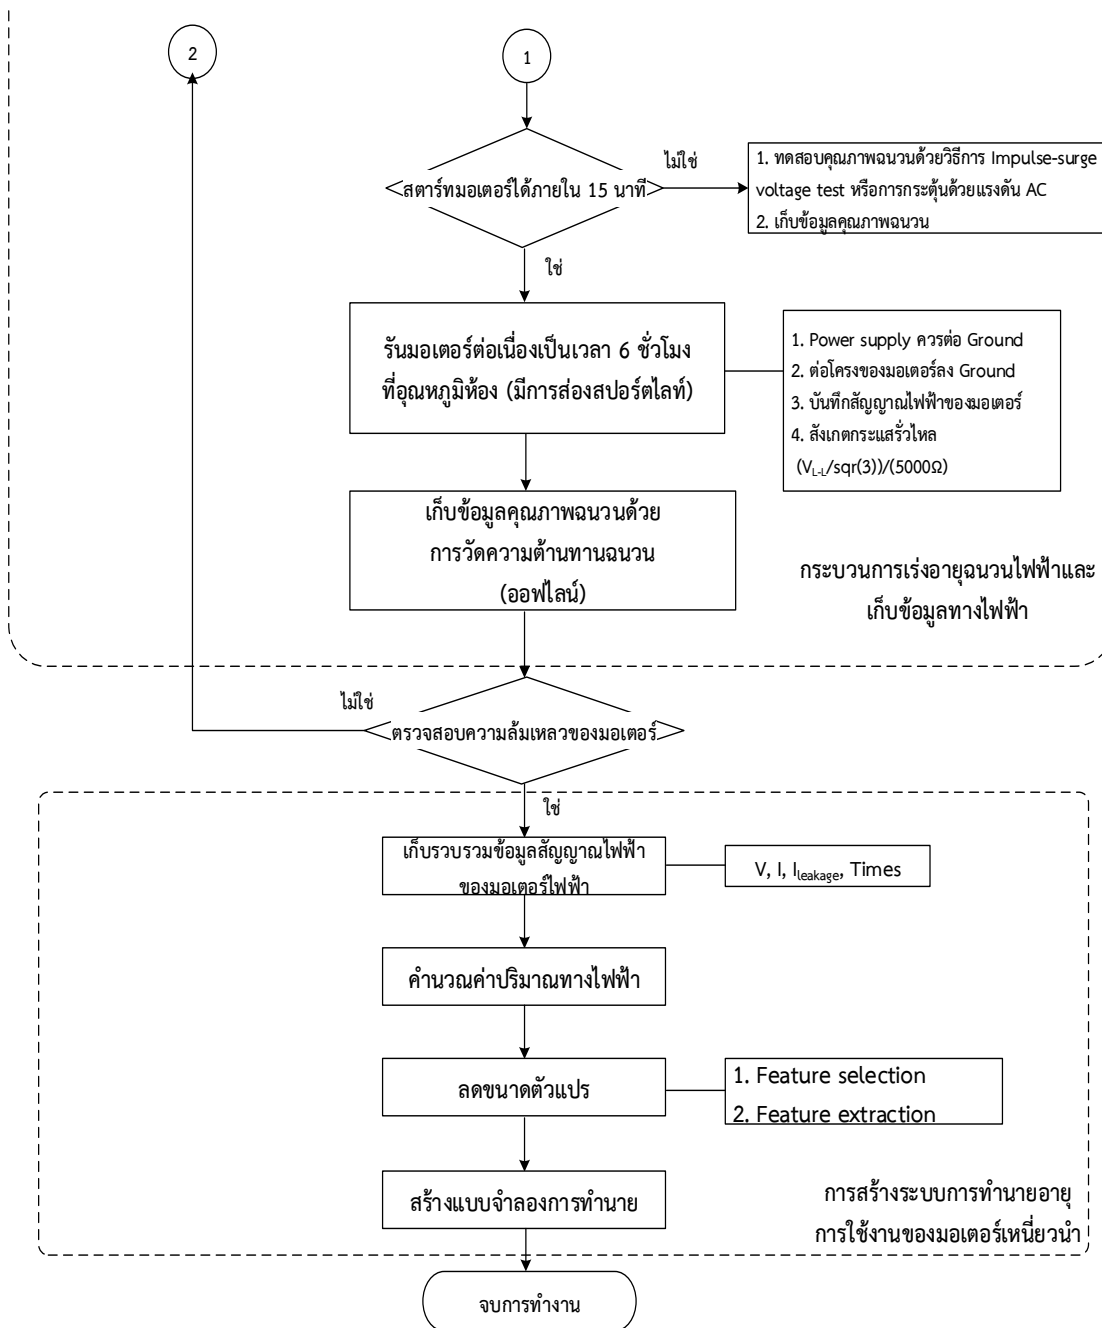 2
1
ไม่ใช่
สตาร์ทมอเตอร์ได้ภายใน 15 นาที
1. ทดสอบคุณภาพฉนวนด้วยวิธีการ Impulse-surge
voltage test หรือการกระตุ้นด้วยแรงดัน AC
2. เก็บข้อมูลคุณภาพฉนวน
ใช่
รันมอเตอร์ต่อเนื่องเป็นเวลา 6 ชั่วโมง
ที่อุณหภูมิห้อง (มีการส่องสปอร์ตไลท์)
1. Power supply ควรต่อ Ground
2. ต่อโครงของมอเตอร์ลง Ground
3. บันทึกสัญญาณไฟฟ้าของมอเตอร์
4. สังเกตกระแสรั่วไหล
(V_L-L/sqr(3))/(5000Ω)
เก็บข้อมูลคุณภาพฉนวนด้วย
การวัดความต้านทานฉนวน
(ออฟไลน์)
กระบวนการเร่งอายุฉนวนไฟฟ้าและ
เก็บข้อมูลทางไฟฟ้า
ไม่ใช่
ตรวจสอบความล้มเหลวของมอเตอร์
ใช่
เก็บรวบรวมข้อมูลสัญญาณไฟฟ้า
ของมอเตอร์ไฟฟ้า
V, I, I_leakage, Times
คำนวณค่าปริมาณทางไฟฟ้า
ลดขนาดตัวแปร
1. Feature selection
2. Feature extraction
สร้างแบบจำลองการทำนาย
การสร้างระบบการทำนายอายุ
การใช้งานของมอเตอร์เหนี่ยวนำ
จบการทำงาน